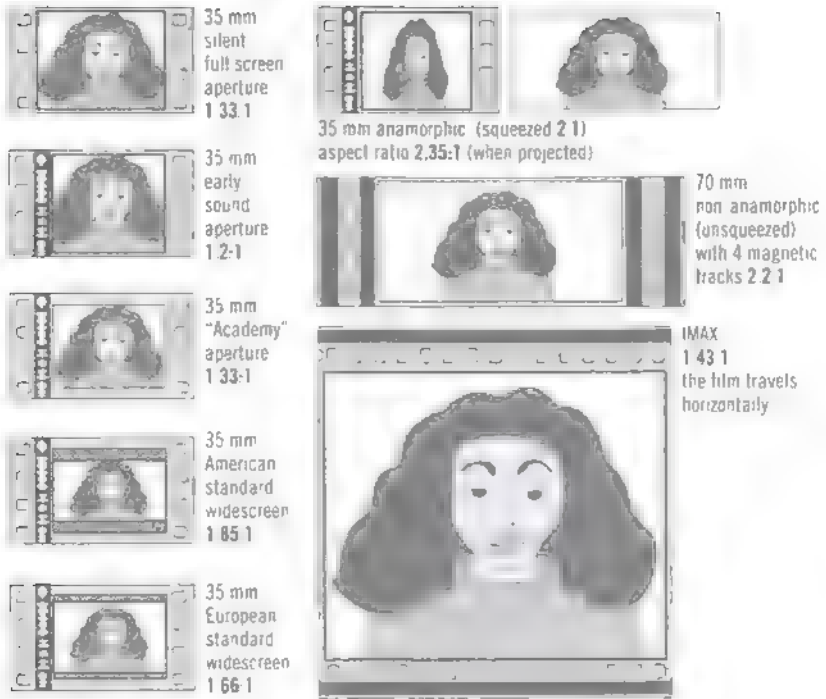 35 mm
silent
full screen
aperture
1 33.1
35 mm
early
sound
aperture
1 2:1
35 mm
"Academy"
aperture
1 33:1
35 mm
American
standard
widescreen
1 85 1
35 mm
European
standard
widescreen
1 66 1
35 mm anamorphic (squeezed 2 1)
aspect ratio 2,35:1 (when projected)
70 mm
non anamorphic
(unsqueezed)
with 4 magnetic
tracks 2 2 1
IMAX
1 43 1
the film travels
horizontally